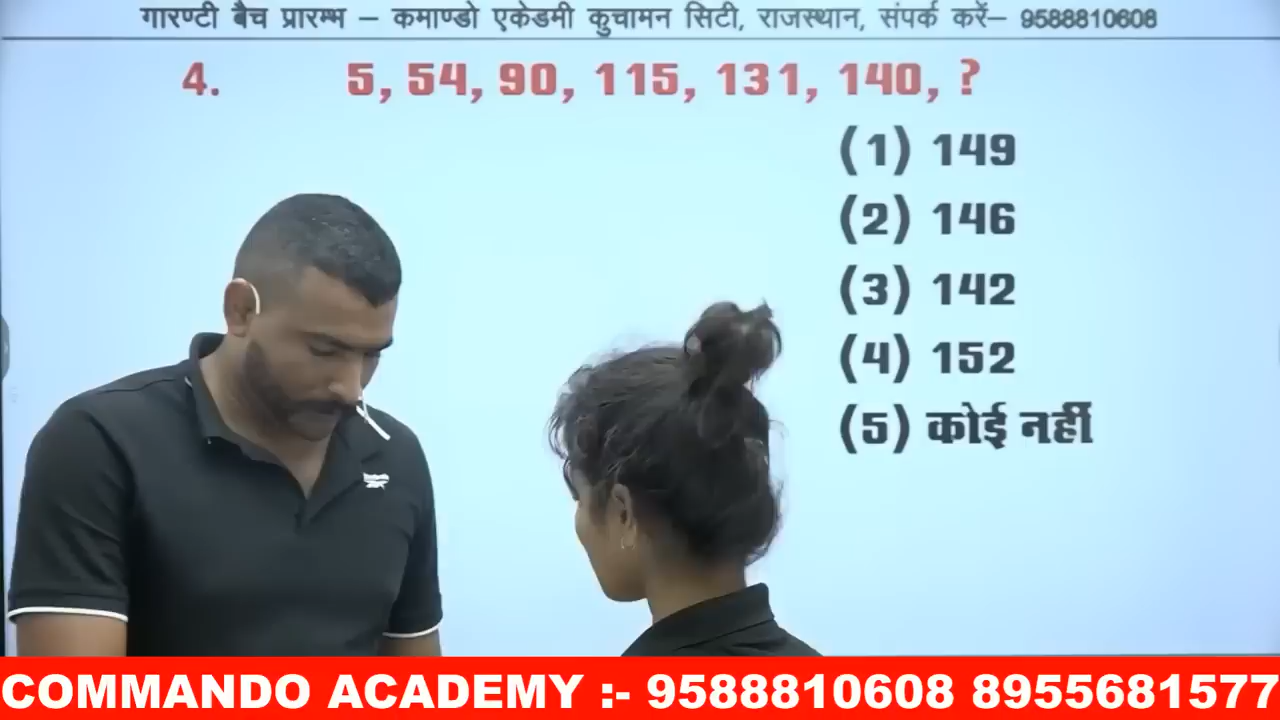 गारण्टी बैच प्रारम्भ – कमाण्डो एकेडमी कुचामन सिटी, राजस्थान, संपर्क करें– 9588810608
4. 5, 54, 90, 115, 131, 140, ?
(1) 149
(2) 146
(3) 142
(4) 152
(5) कोई नहीं
COMMANDO ACADEMY :- 9588810608 8955681577